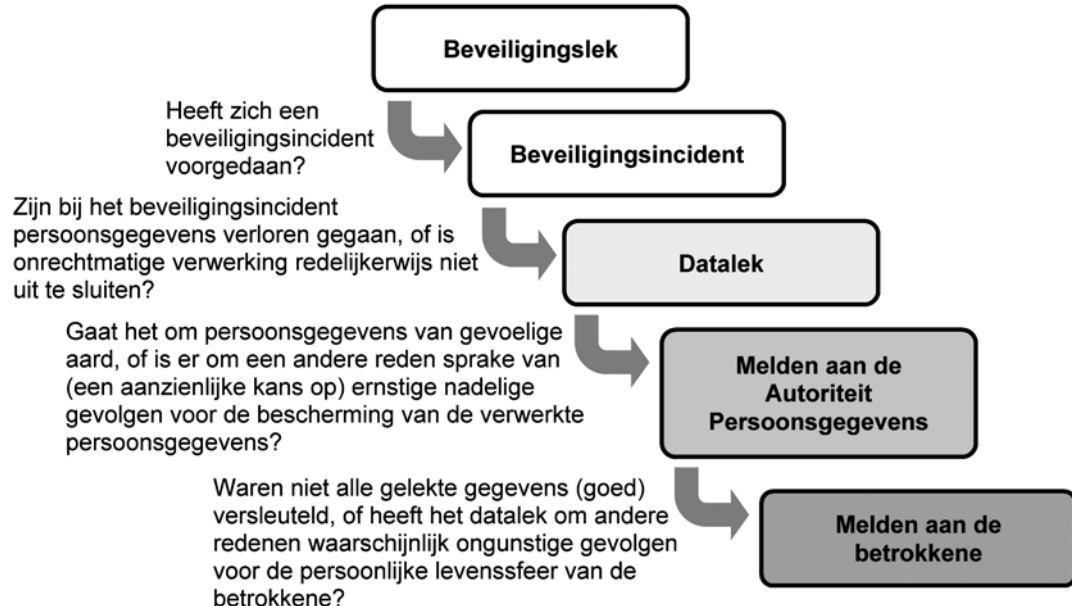 Beveiligingslek
Heeft zich een
beveiligingsincident
voorgedaan?
Beveiligingsincident
Zijn bij het beveiligingsincident
persoonsgegevens verloren gegaan, of is
onrechtmatige verwerking redelijkerwijs niet
uit te sluiten?
Datalek
Gaat het om persoonsgegevens van gevoelige
aard, of is er om een andere reden sprake van
(een aanzienlijke kans op) ernstige nadelige
gevolgen voor de bescherming van de verwerkte
persoonsgegevens?
Melden aan de
Autoriteit
Persoonsgegevens
Waren niet alle gelekte gegevens (goed)
versleuteld, of heeft het datalek om andere
redenen waarschijnlijk ongunstige gevolgen
voor de persoonlijke levenssfeer van de
betrokkene?
Melden aan de
betrokkene